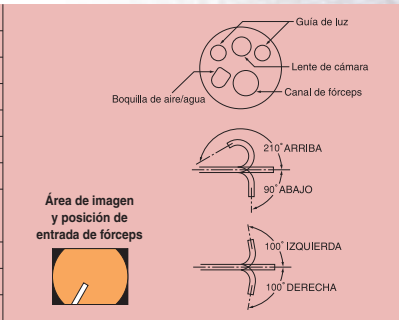 Guía de luz
Lente de cámara
Boquilla de aire/agua
Canal de fórceps
210° ARRIBA
90° ABAJO
Área de imagen
y posición de
entrada de fórceps
100° IZQUIERDA
100° DERECHA